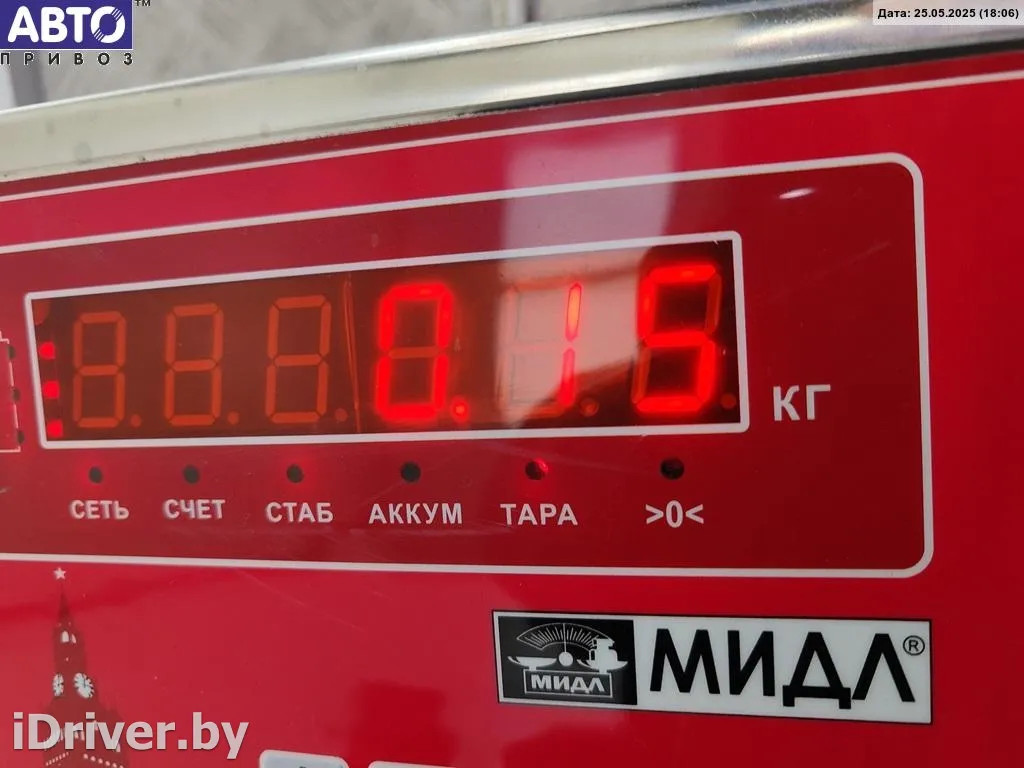 АВТО™
ПРИВОЗ
Дата: 25.05.2025 (18:06)
0.15
КГ
СЕТЬ СЧЕТ СТАБ АККУМ ТАРА >0<
МИДЛ МИДЛ®
iDriver.by